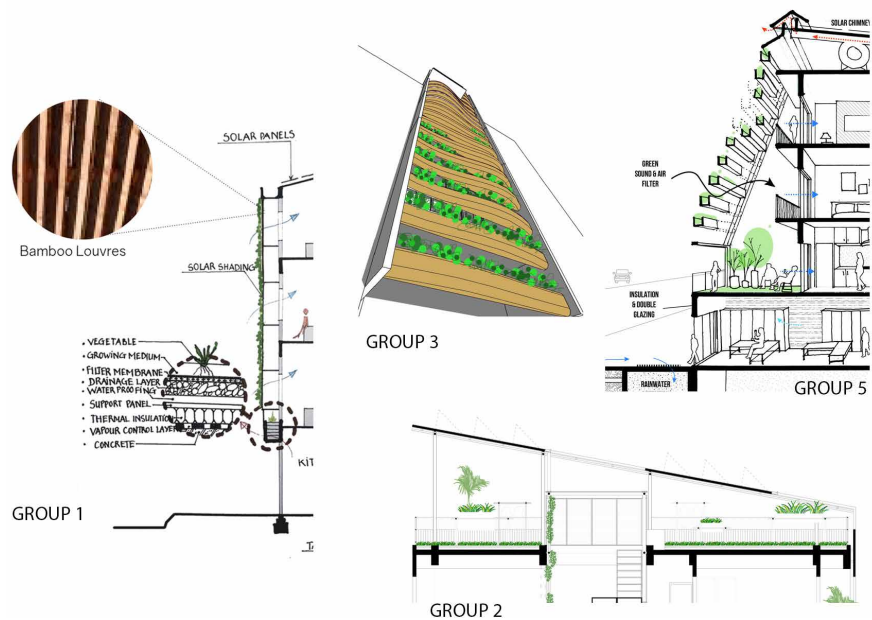 SOLAR PANELS
Bamboo Louvres
SOLAR SHADING
• VEGETABLE
• GROWING MEDIUM
• FILTER MEMBRANE
• DRAINAGE LAYER
• WATERPROOFING
• SUPPORT PANEL
• THERMAL INSULATION
• VAPOUR CONTROL LAYER
• CONCRETE
KIT
GROUP 1
GROUP 3
SOLAR CHIMNEY
GREEN
SOUND & AIR
FILTER
INSULATION
& DOUBLE
GLAZING
RAINWATER
GROUP 5
GROUP 2